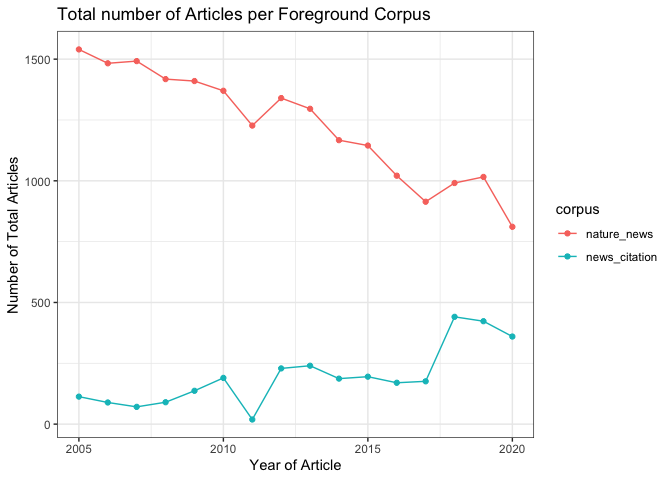 Total number of Articles per Foreground Corpus
Number of Total Articles
1500
1000
500
0
2005
2010
2015
2020
Year of Article
corpus
nature_news
news_citation